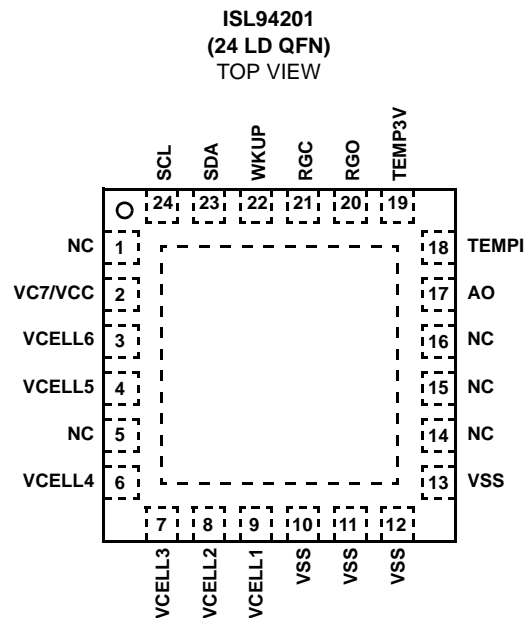 ISL94201
(24 LD QFN)
TOP VIEW
SCL
SDA
WKUP
RGC
RGO
TEMP3V
24 23 22 21 20 19
NC 1
VC7/VCC 2
VCELL6 3
VCELL5 4
NC 5
VCELL4 6
18 TEMPI
17 AO
16 NC
15 NC
14 NC
13 VSS
7 8 9 10 11 12
VCELL3
VCELL2
VCELL1
VSS
VSS
VSS